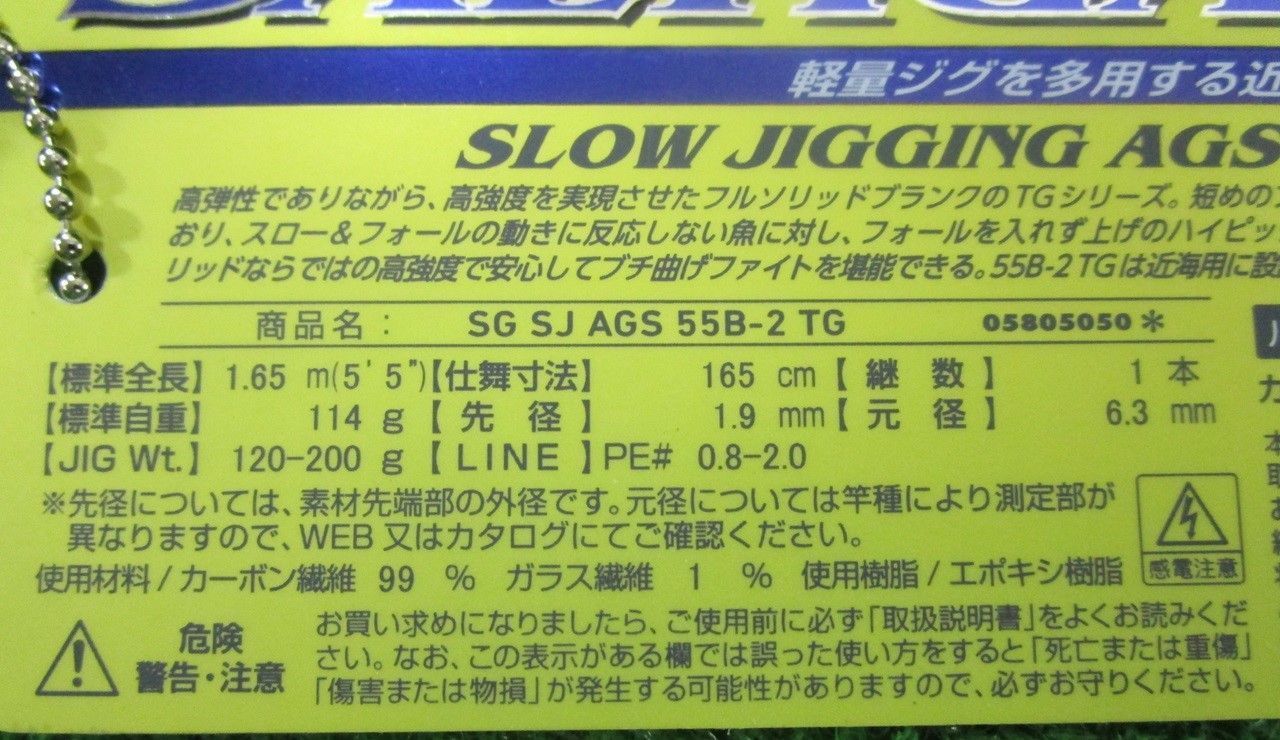 軽量ジグを多用する近
SLOW JIGGING AGS
高弾性でありながら、高強度を実現させたフルソリッドブランクのTGシリーズ。短めの
おり、スロー&フォールの動きに反応しない魚に対し、フォールを入れず上げのハイピッ
リッドならではの高強度で安心してブチ曲げファイトを堪能できる。55B-2 TGは近海用に設
商品名: SG SJ AGS 55B-2 TG 05805050*
【標準全長】 1.65 m(5'5")【仕舞寸法】 165 cm【継 数】 1 本
【標準自重】 114 g【先 径】 1.9 mm【元 径】 6.3 mm
【JIG Wt.】 120-200 g【LINE】PE# 0.8-2.0
※先径については、素材先端部の外径です。元径については竿種により測定部が
異なりますので、WEB又はカタログにてご確認ください。
使用材料/カーボン繊維 99 % ガラス繊維 1 % 使用樹脂/エポキシ樹脂
感電注意
危険
警告・注意
お買い求めになりましたら、ご使用前に必ず「取扱説明書」をよくお読みくだ
さい。なお、この表示がある欄では誤った使い方をすると「死亡または重傷」
「傷害または物損」が発生する可能性がありますので、必ずお守りください。